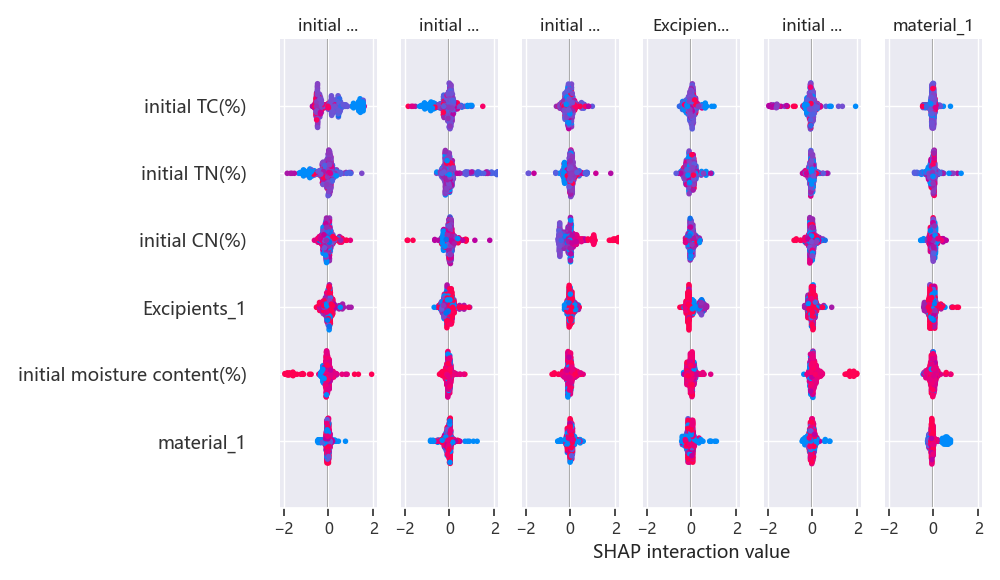 initial ... initial ... initial ... Excipien... initial ... material_1
initial TC(%)
initial TN(%)
initial CN(%)
Excipients_1
initial moisture content(%)
material_1
−2 0 2 −2 0 2 −2 0 2 −2 0 2 −2 0 2 −2 0 2
SHAP interaction value